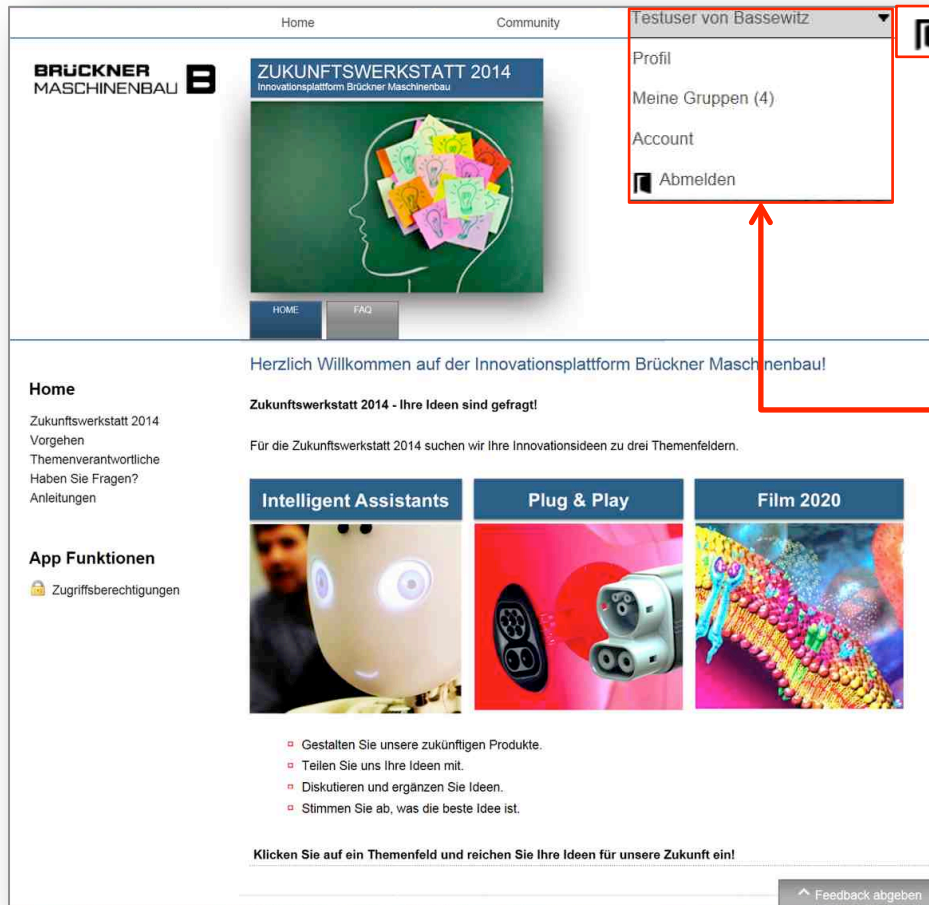 Home
Community
Testuser von Bassewitz
Profil
Meine Gruppen (4)
Account
Abmelden
BRÜCKNER
MASCHINENBAU
ZUKUNFTSWERKSTATT 2014
Innovationsplattform Brückner Maschinenbau
HOME
FAQ
Herzlich Willkommen auf der Innovationsplattform Brückner Maschinenbau!
Home
Zukunftswerkstatt 2014
Vorgehen
Themenverantwortliche
Haben Sie Fragen?
Anleitungen
App Funktionen
Zugriffsberechtigungen
Zukunftswerkstatt 2014 - Ihre Ideen sind gefragt!
Für die Zukunftswerkstatt 2014 suchen wir Ihre Innovationsideen zu drei Themenfeldern.
Intelligent Assistants
Plug & Play
Film 2020
Gestalten Sie unsere zukünftigen Produkte.
Teilen Sie uns Ihre Ideen mit.
Diskutieren und ergänzen Sie Ideen.
Stimmen Sie ab, was die beste Idee ist.
Klicken Sie auf ein Themenfeld und reichen Sie Ihre Ideen für unsere Zukunft ein!
Feedback abgeben